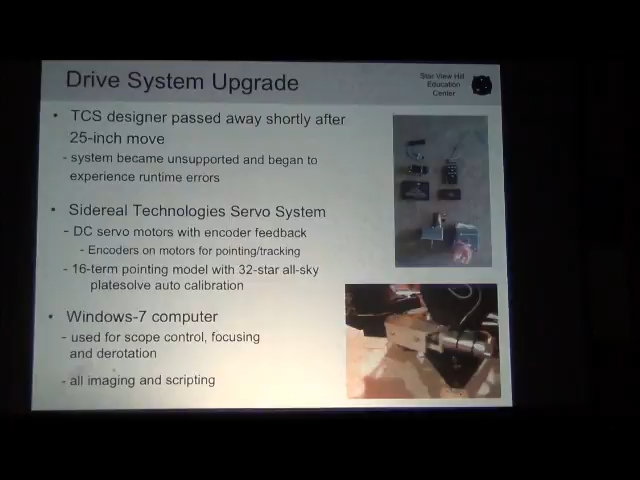 Drive System Upgrade
Star View Hill
Education
Center
• TCS designer passed away shortly after
25-inch move
- system became unsupported and began to
experience runtime errors
• Sidereal Technologies Servo System
- DC servo motors with encoder feedback
- Encoders on motors for pointing/tracking
- 16-term pointing model with 32-star all-sky
platesolve auto calibration
• Windows-7 computer
- used for scope control, focusing
and derotation
- all imaging and scripting